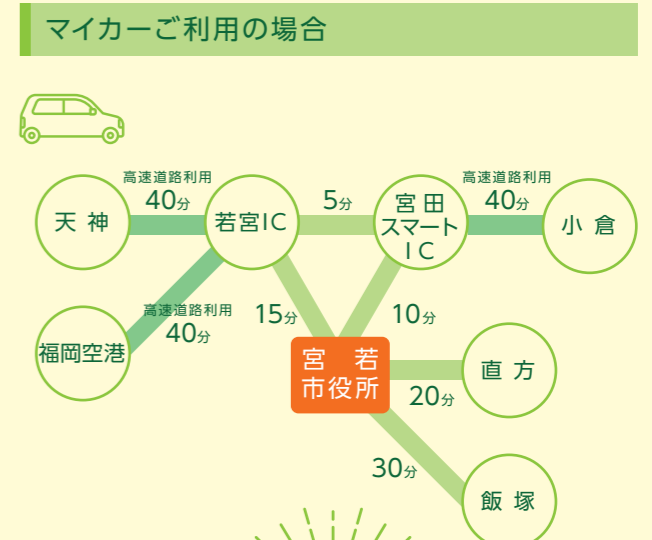 マイカーご利用の場合
高速道路利用
40分
高速道路利用
40分
天神
若宮IC
5分
宮田
スマート
IC
小倉
高速道路利用
40分
15分
10分
福岡空港
宮若
市役所
直方
20分
30分
飯塚